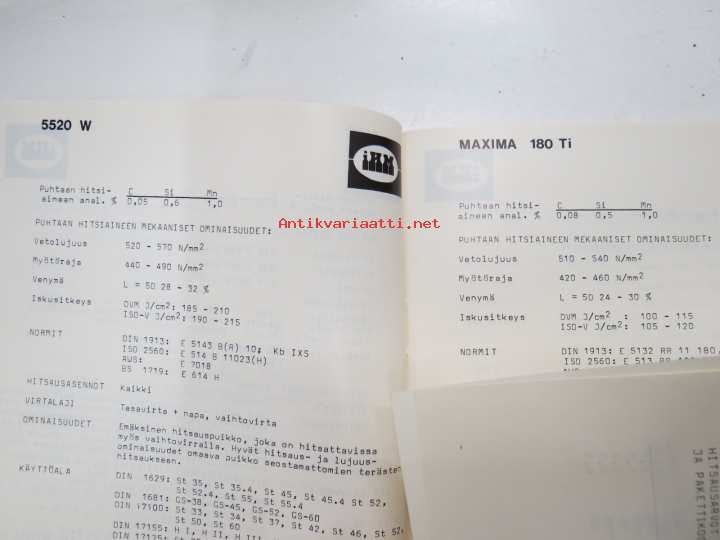 5520 W
iKM
Puhtaan hitsi- C Si Mn
aineen anal. % 0,05 0,6 1,0
PUHTAAN HITSIAINEEN MEKAANISET OMINAISUUDET:
Vetolujuus 520 - 570 N/mm2
Myötöraja 440 - 490 N/mm2
Venymä L = 5D 28 - 32 %
Iskusitkeys DVM J/cm2: 185 - 210
ISO-V J/cm2: 190 - 215
NORMIT DIN 1913: E 5143 B(R) 10; Kb IXS
ISO 2560: E 514 B 11023(H)
AWS: E 7018
BS 1719: E 614 H
HITSAUSASENNOT Kaikki
VIRTALAJI Tasavirta + napa, vaihtovirta
OMINAISUUDET Emäksinen hitsauspuikko, joka on hitsattavissa
myös vaihtovirralla. Hyvät hitsaus- ja lujuus-
ominaisuudet omaava puikko seostamattomien terästen
hitsaukseen.
KÄYTTÖALA DIN 1629: St 35, St 35.4, St 45, St 45.4 St 52,
St 52.4, St 55, St 55.4
DIN 1681: GS-38, GS-45, GS-52, GS-60
DIN 17100: St 33, St 34, St 37, St 42, St 46, St 52,
St 50, St 60
DIN 17155: H I, H II, H III
MAXIMA 180 Ti
Puhtaan hitsi- C Si Mn
aineen anal. % 0,08 0,5 1,0
PUHTAAN HITSIAINEEN MEKAANISET OMINAISUUDET:
Vetolujuus 510 - 540 N/mm2
Myötöraja 420 - 460 N/mm2
Venymä L = 5D 24 - 30 %
Iskusitkeys DVM J/cm2 : 100 - 115
ISO-V J/cm2: 105 - 120
NORMIT DIN 1913: E 5132 RR 11 180,
ISO 2560: E 513 RR
HITSAUSARVOT
JA
Antikvariaatti.net